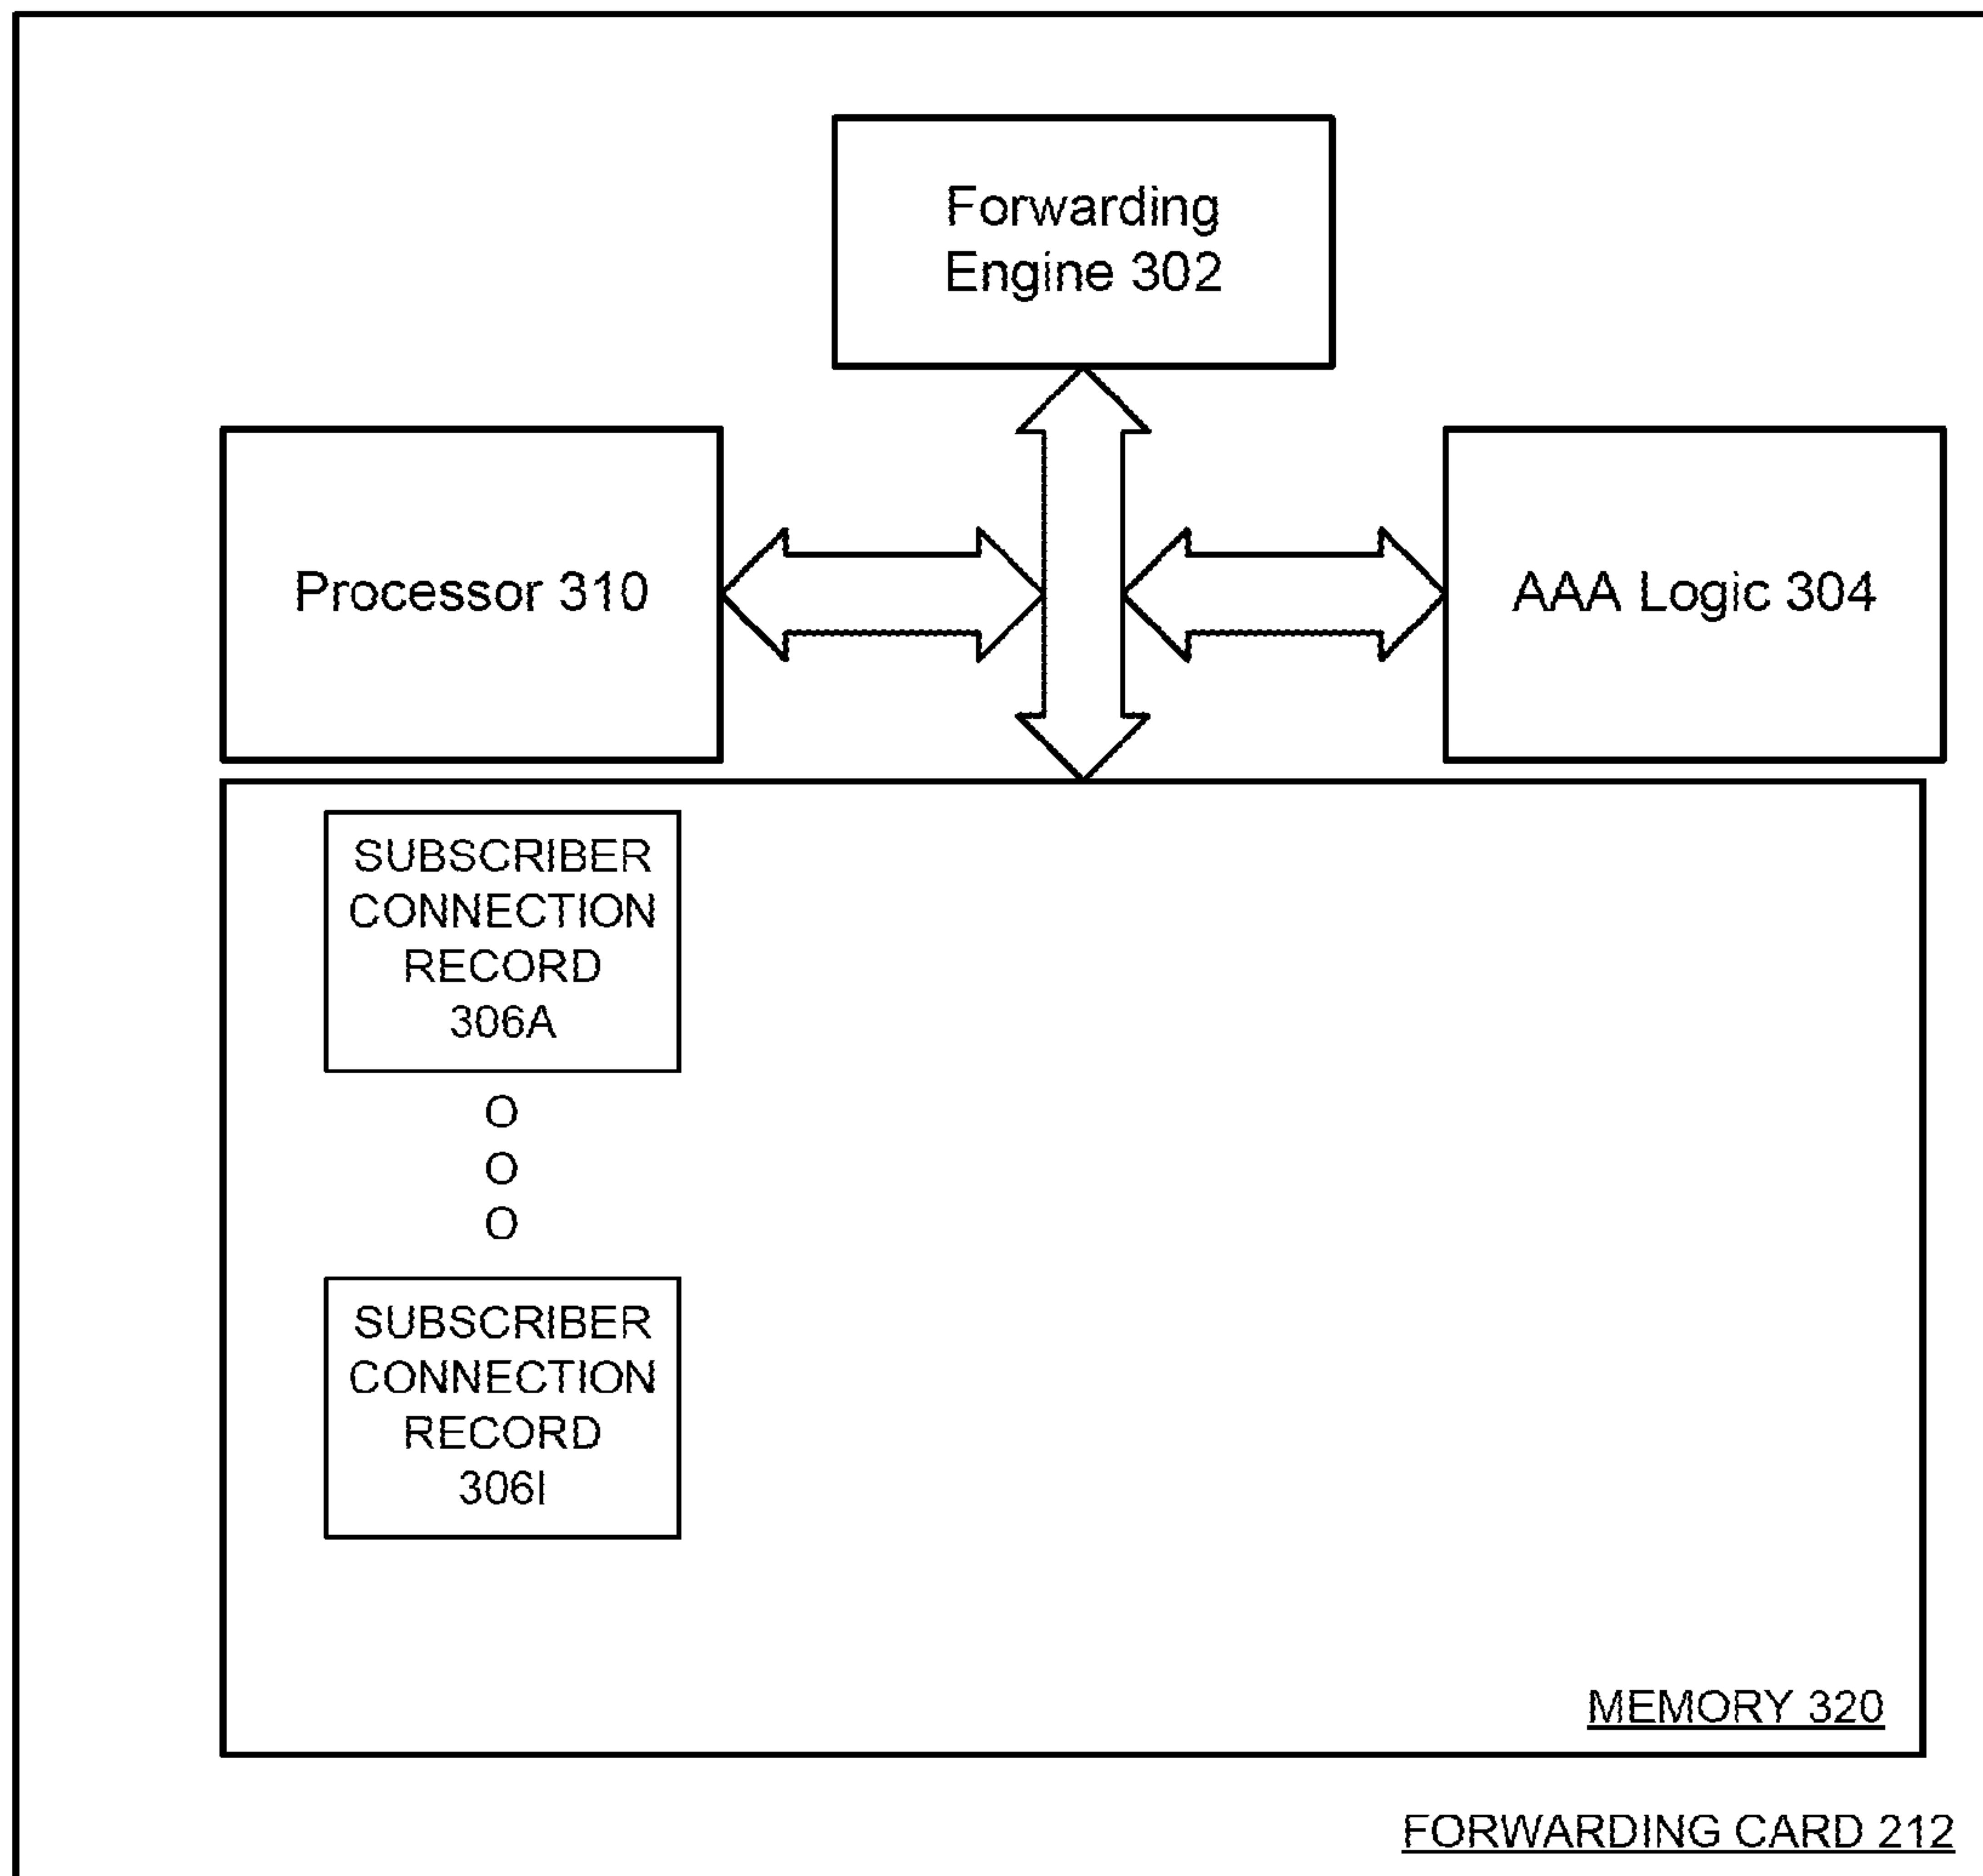 Forwarding
Engine 302
Processor 310
AAA Logic 304
SUBSCRIBER
CONNECTION
RECORD
306A
O
O
O
SUBSCRIBER
CONNECTION
RECORD
306I
MEMORY 320
FORWARDING CARD 212